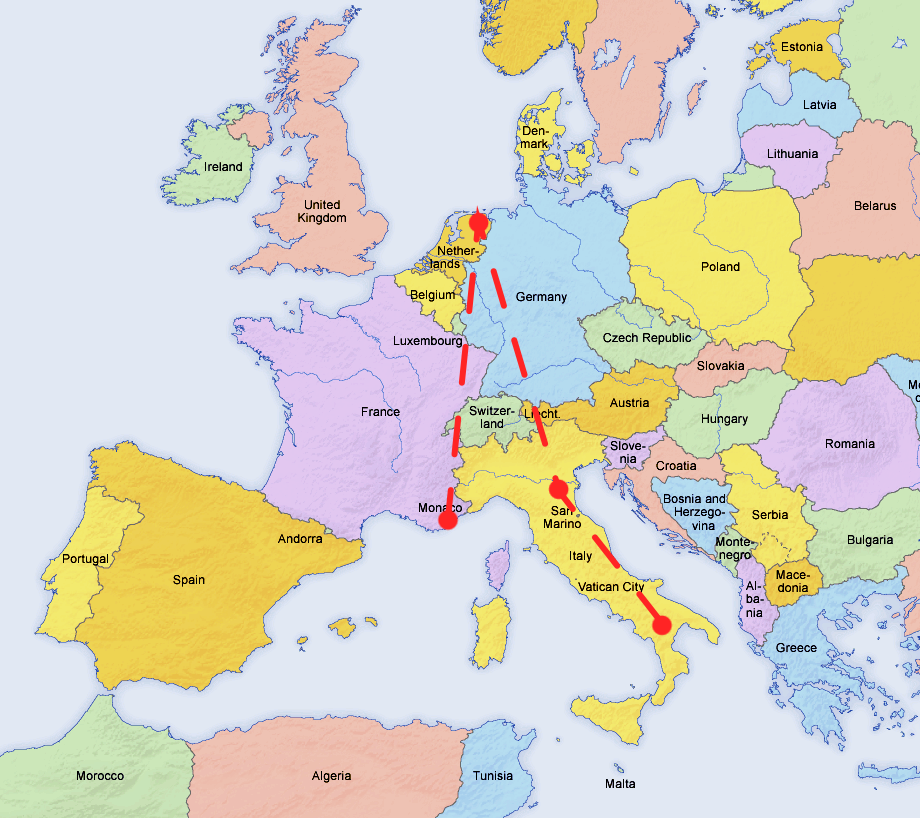 Estonia
Latvia
Lithuania
Den-
mark
Ireland
United
Kingdom
Belarus
Nether-
lands
Poland
Belgium
Germany
Luxembourg
Czech Republic
Slovakia
France
Switzer-
land
Liecht.
Austria
Hungary
Mo
Romania
Slove-
nia
Croatia
Monaco
San
Marino
Bosnia and
Herzego-
vina
Serbia
Andorra
Monte-
negro
Bulgaria
Portugal
Spain
Italy
Vatican City
Al-
ba-
nia
Mace-
donia
Greece
Morocco
Algeria
Tunisia
Malta